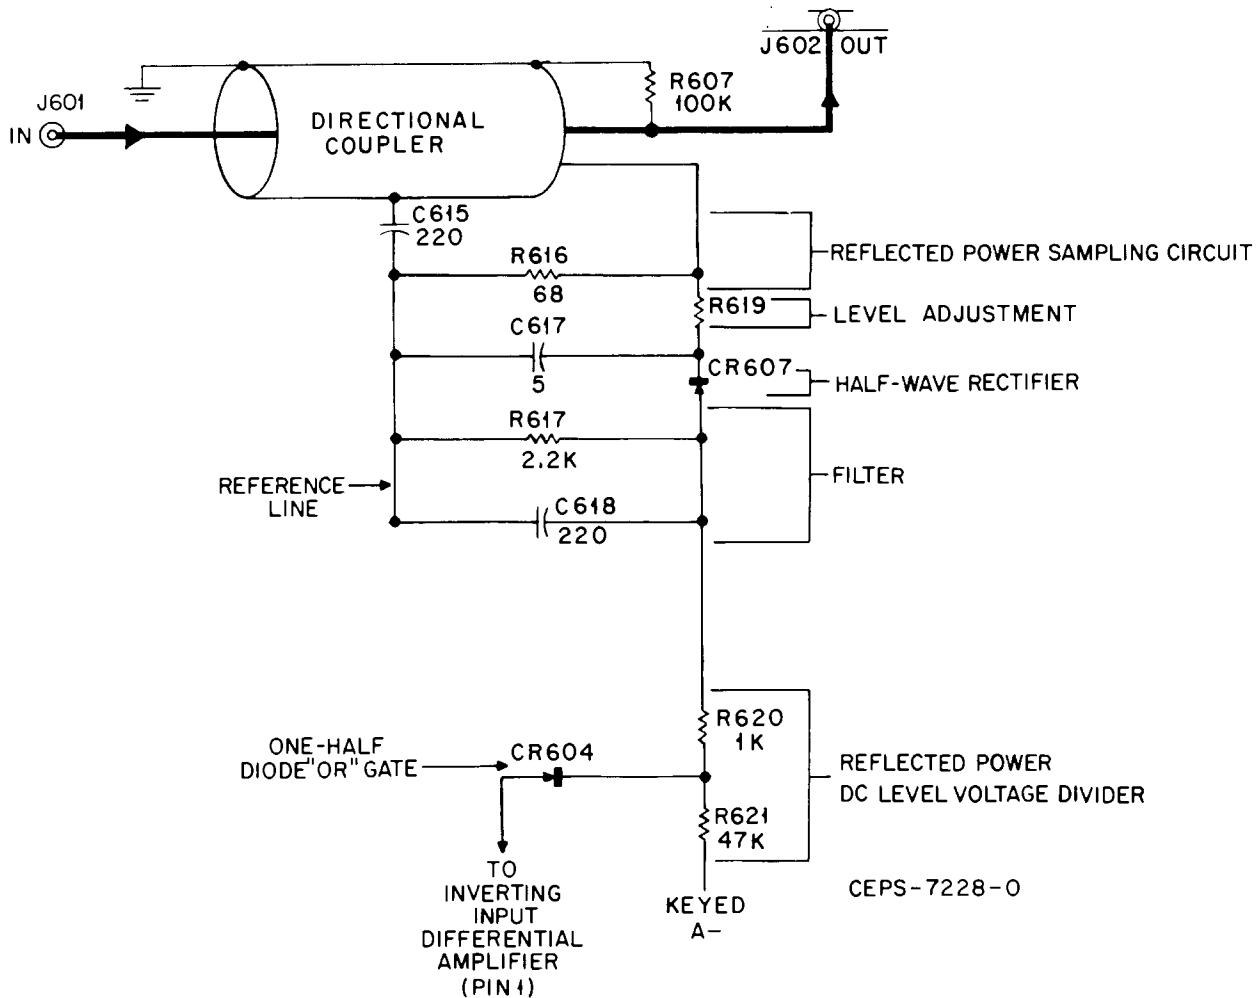 J602 OUT
R607
100K
J601
IN
DIRECTIONAL
COUPLER
C615
220
R616
68
REFLECTED POWER SAMPLING CIRCUIT
R619
LEVEL ADJUSTMENT
C617
5
CR607
HALF-WAVE RECTIFIER
R617
2.2K
FILTER
REFERENCE
LINE
C618
220
R620
1K
ONE-HALF
DIODE "OR" GATE
CR604
REFLECTED POWER
DC LEVEL VOLTAGE DIVIDER
R621
47K
TO
INVERTING
INPUT
DIFFERENTIAL
AMPLIFIER
(PIN 1)
KEYED
A-
CEPS-7228-0